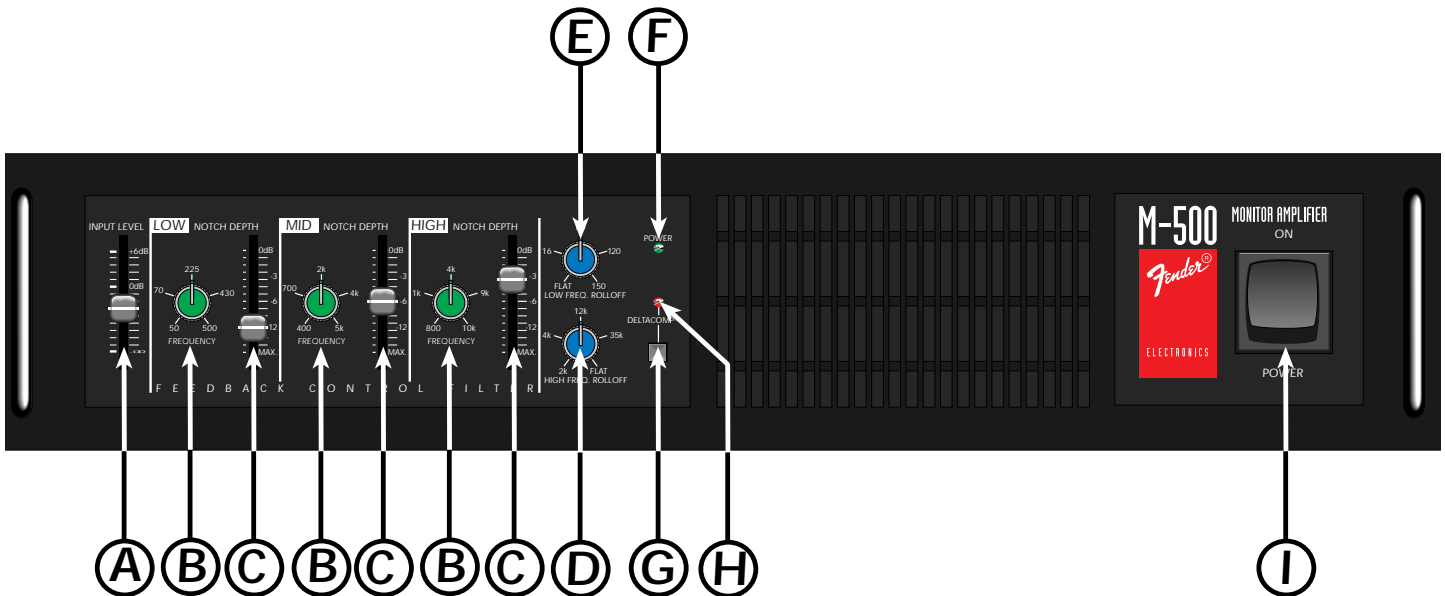 E F
INPUT LEVEL
+6dB
0dB
∞
LOW NOTCH DEPTH
225
70 430
50 500
FREQUENCY
0dB
-3
-6
-12
MAX.
MID NOTCH DEPTH
2k
700 4k
400 5k
FREQUENCY
0dB
-3
-6
-12
MAX.
HIGH NOTCH DEPTH
4k
1k 9k
800 10k
FREQUENCY
0dB
-3
-6
-12
MAX.
FEEDBACK CONTROL FILTER
16 120
FLAT 150
LOW FREQ. ROLLOFF
12k
4k 35k
2k FLAT
HIGH FREQ. ROLLOFF
POWER
DELTACOMP
M-500 MONITOR AMPLIFIER
ON
Fender®
ELECTRONICS
POWER
A B C B C B C D G H I